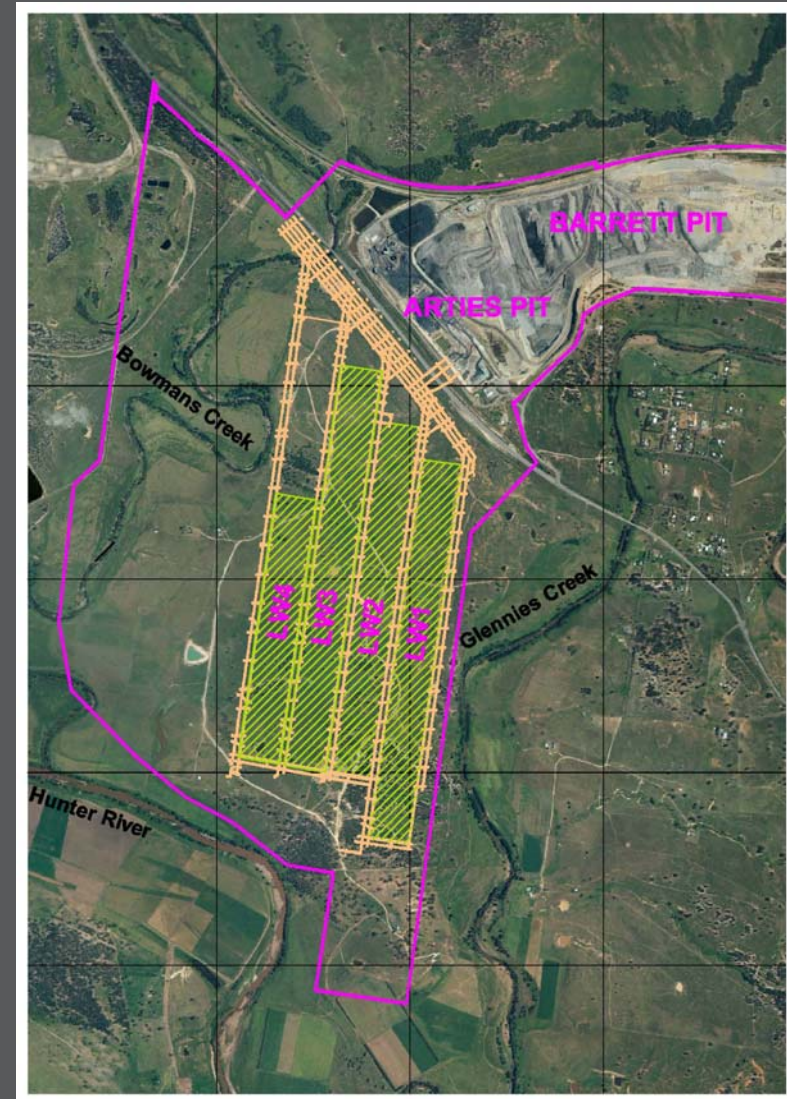 BARRETT PIT
ARTIES PIT
Bowmans Creek
LW4
LW3
LW2
LW1
Glennies Creek
Hunter River